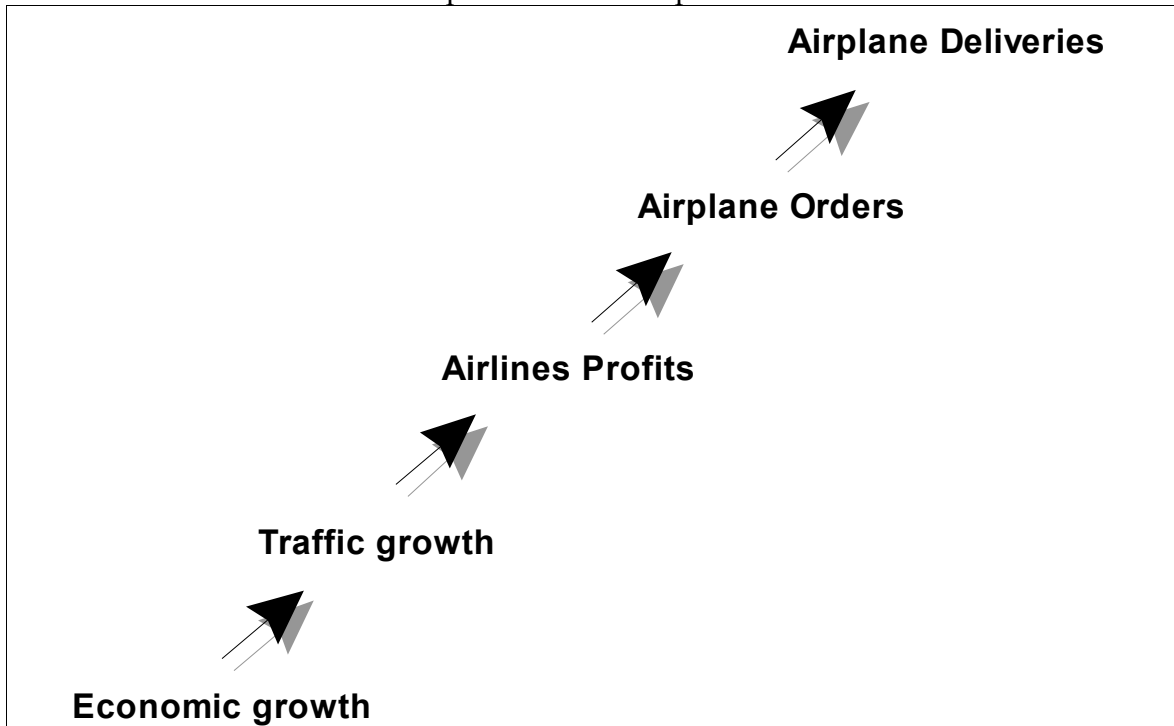 Airplane Deliveries
Airplane Orders
Airlines Profits
Traffic growth
Economic growth